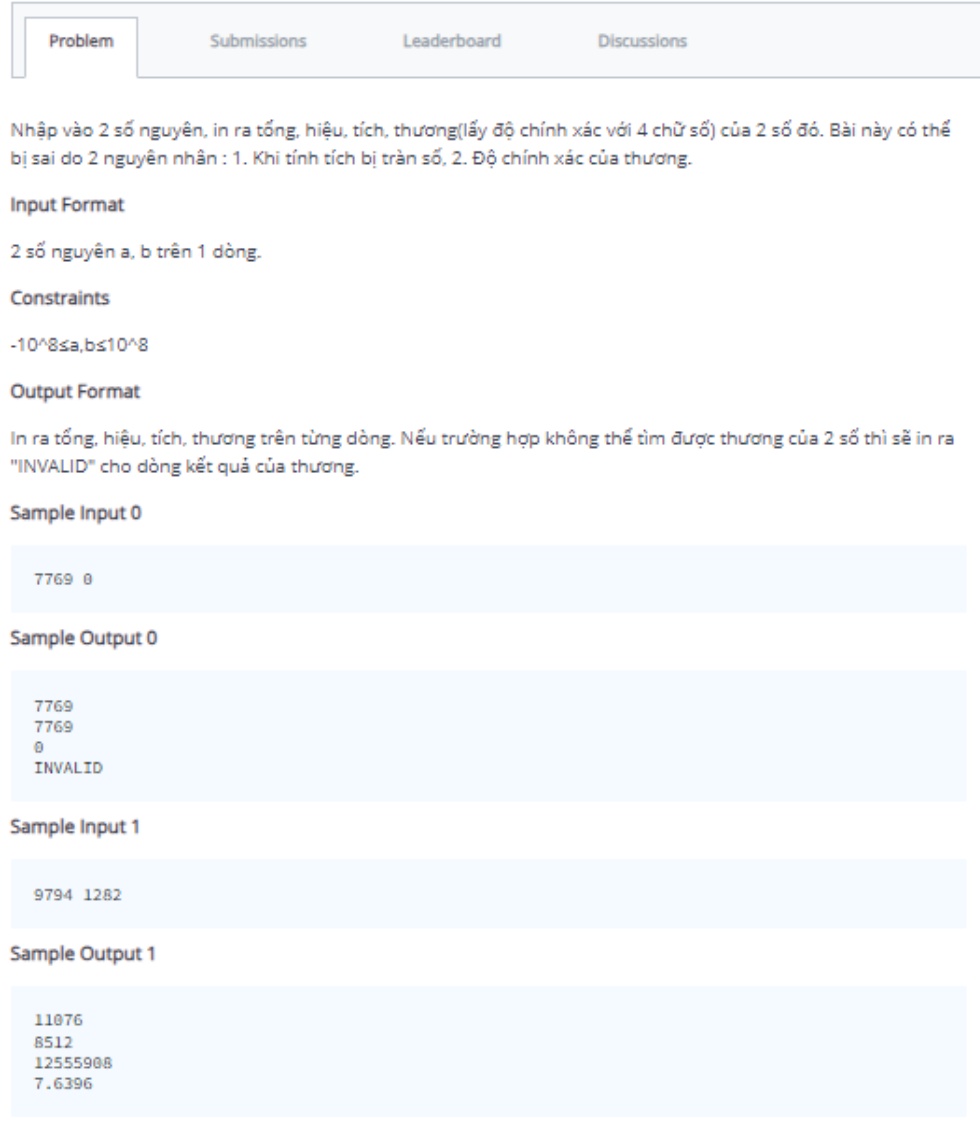 Problem Submissions Leaderboard Discussions
Nhập vào 2 số nguyên, in ra tổng, hiệu, tích, thương(lấy độ chính xác với 4 chữ số) của 2 số đó. Bài này có thể
bị sai do 2 nguyên nhân : 1. Khi tính tích bị tràn số, 2. Độ chính xác của thương.
Input Format
2 số nguyên a, b trên 1 dòng.
Constraints
-10^8≤a,b≤10^8
Output Format
In ra tổng, hiệu, tích, thương trên từng dòng. Nếu trường hợp không thể tìm được thương của 2 số thì sẽ in ra
"INVALID" cho dòng kết quả của thương.
Sample Input 0
7769 0
Sample Output 0
7769
7769
0
INVALID
Sample Input 1
9794 1282
Sample Output 1
11076
8512
12555908
7.6396